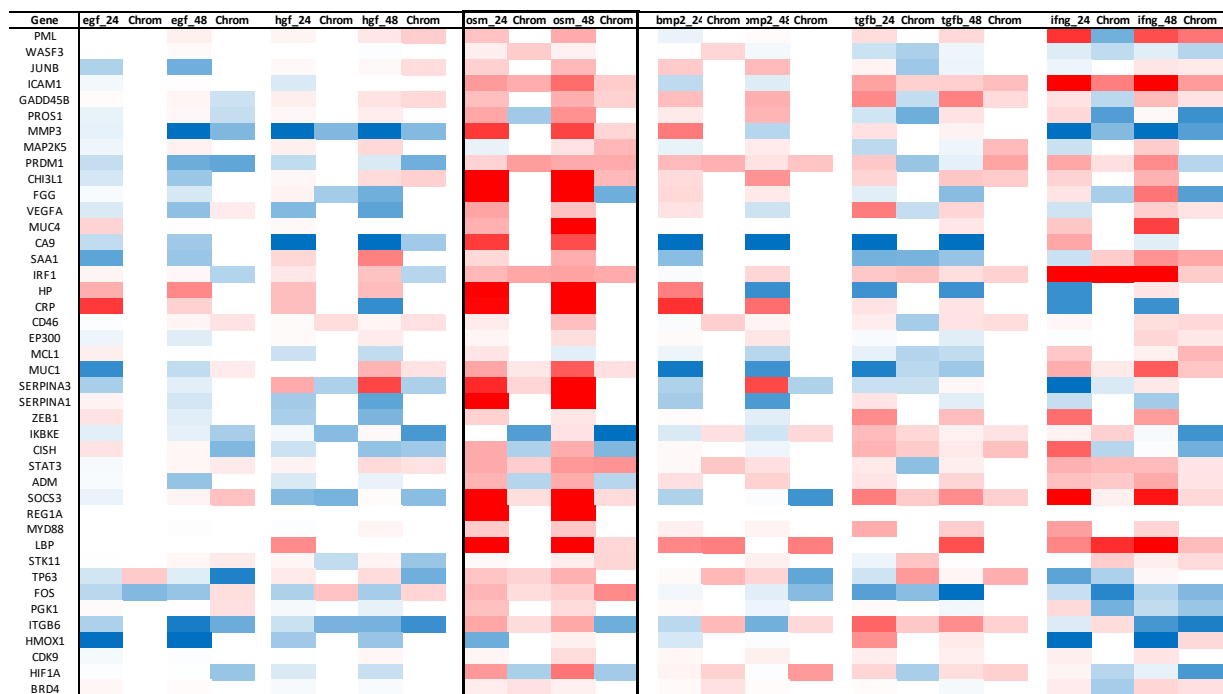 Gene egf_24 Chrom egf_48 Chrom hgf_24 Chrom hgf_48 Chrom osm_24 Chrom osm_48 Chrom bmp2_24 Chrom bmp2_48 Chrom tgfb_24 Chrom tgfb_48 Chrom ifng_24 Chrom ifng_48 Chrom
PML
WASF3
JUNB
ICAM1
GADD45B
PROS1
MMP3
MAP2K5
PRDM1
CHI3L1
FGG
VEGFA
MUC4
CA9
SAA1
IRF1
HP
CRP
CD46
EP300
MCL1
MUC1
SERPINA3
SERPINA1
ZEB1
IKBKE
CISH
STAT3
ADM
SOCS3
REG1A
MYD88
LBP
STK11
TP63
FOS
PGK1
ITGB6
HMOX1
CDK9
HIF1A
BRD4